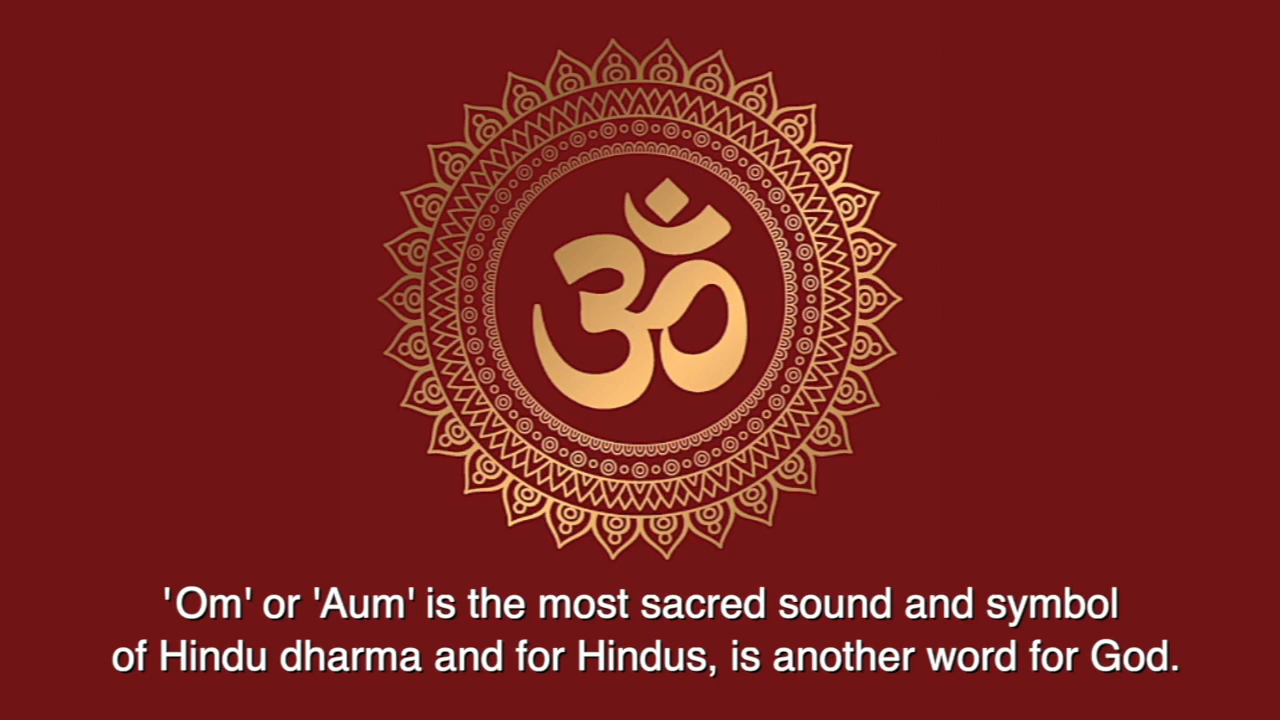 ॐ
'Om' or 'Aum' is the most sacred sound and symbol
of Hindu dharma and for Hindus, is another word for God.